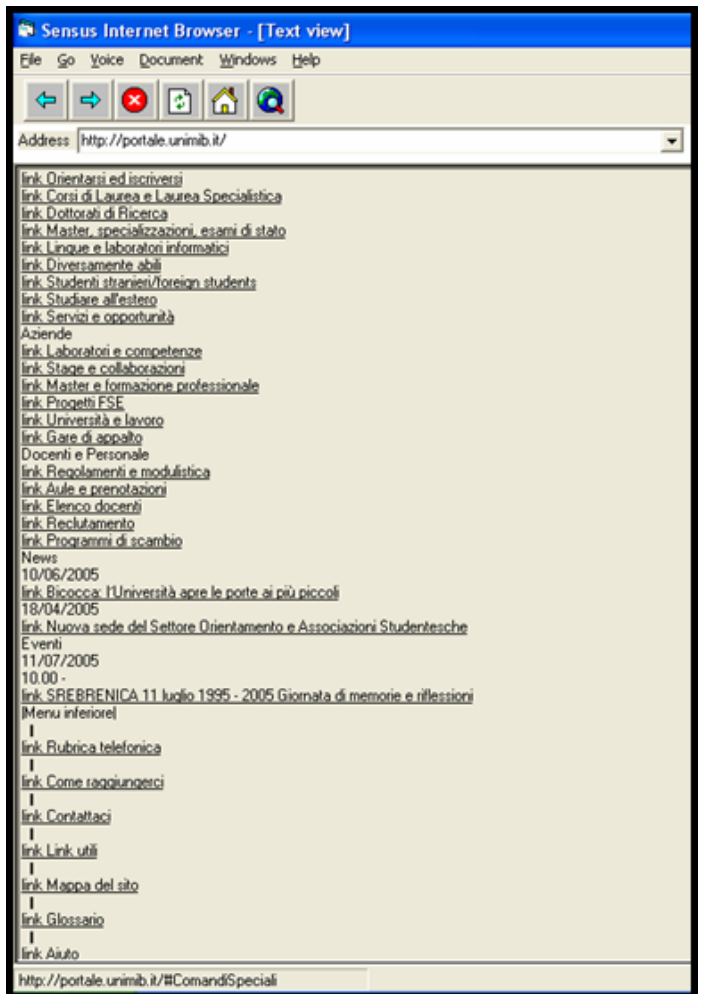 Sensus Internet Browser - [Text view]
File Go Voice Document Windows Help
Address http://portale.unimib.it/
link Orientarsi ed iscriversi
link Corsi di Laurea e Laurea Specialistica
link Dottorati di Ricerca
link Master, specializzazioni, esami di stato
link Lingue e laboratori informatici
link Diversamente abili
link Studenti stranieri/foreign students
link Studiare all'estero
link Servizi e opportunità
Aziende
link Laboratori e competenze
link Stage e collaborazioni
link Master e formazione professionale
link Progetti FSE
link Università e lavoro
link Gare di appalto
Docenti e Personale
link Regolamenti e modulistica
link Aule e prenotazioni
link Elenco docenti
link Reclutamento
link Programmi di scambio
News
10/06/2005
link Bicocca: l'Università apre le porte ai più piccoli
18/04/2005
link Nuova sede del Settore Orientamento e Associazioni Studentesche
Eventi
11/07/2005
10.00 -
link SREBRENICA 11 luglio 1995 - 2005 Giornata di memorie e riflessioni
|Menu inferiore|
|
link Rubrica telefonica
|
link Come raggiungerci
|
link Contattaci
|
link Link utili
|
link Mappa del sito
|
link Glossario
|
link Aiuto
http://portale.unimib.it/#ComandiSpeciali